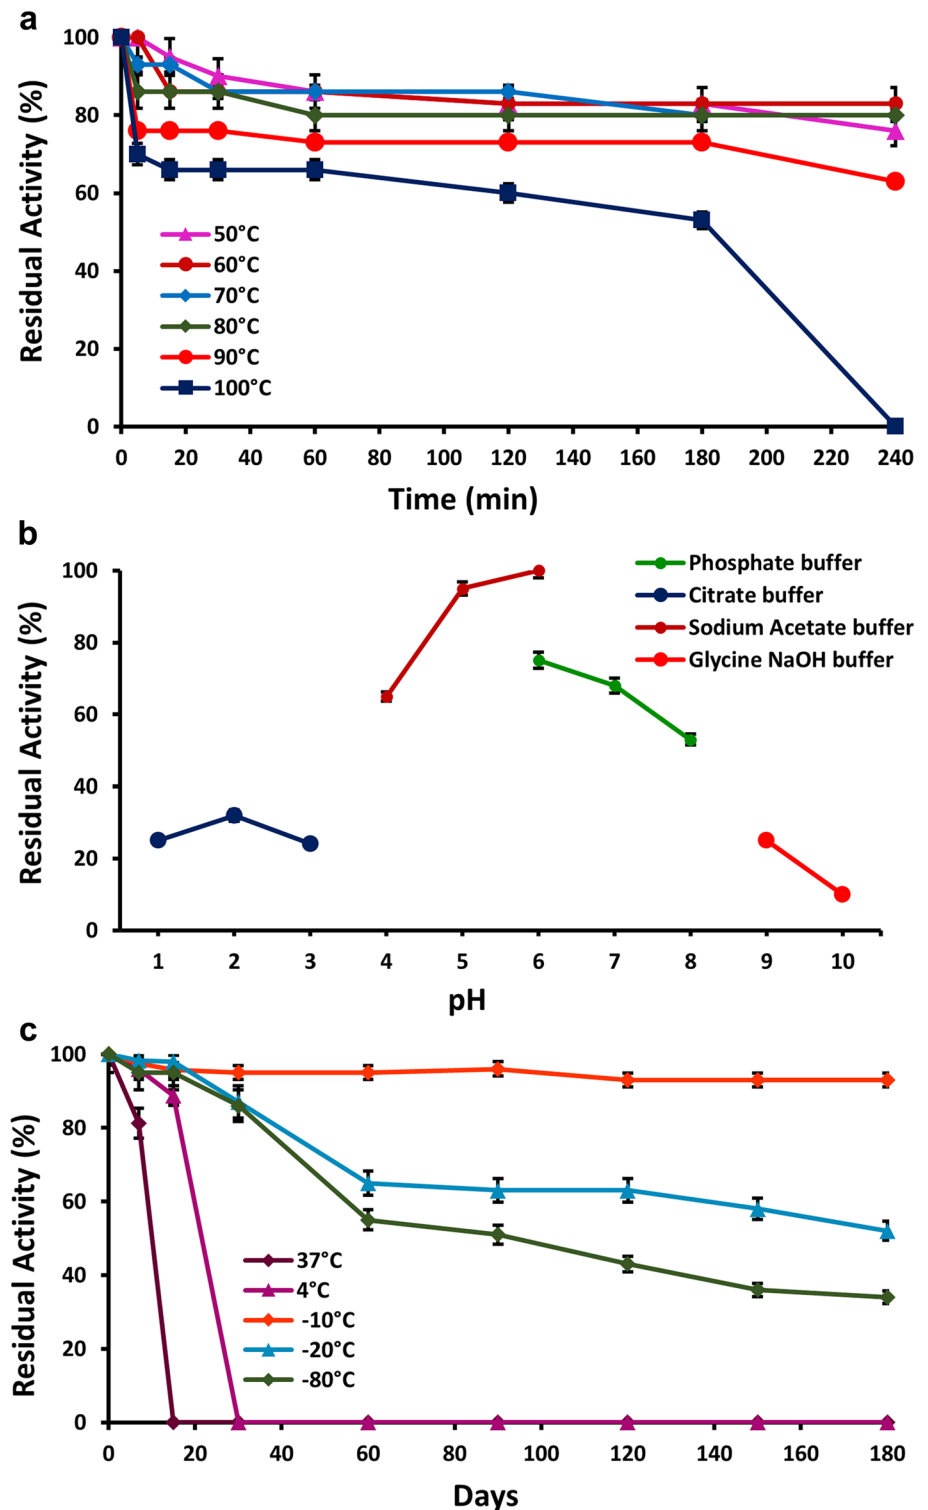 a
Residual Activity (%)
100
80
60
40
20
0
50°C
60°C
70°C
80°C
90°C
100°C
0 20 40 60 80 100 120 140 160 180 200 220 240
Time (min)
b
Residual Activity (%)
100
80
60
40
20
0
Phosphate buffer
Citrate buffer
Sodium Acetate buffer
Glycine NaOH buffer
1 2 3 4 5 6 7 8 9 10
pH
c
Residual Activity (%)
100
80
60
40
20
0
37°C
4°C
-10°C
-20°C
-80°C
0 20 40 60 80 100 120 140 160 180
Days